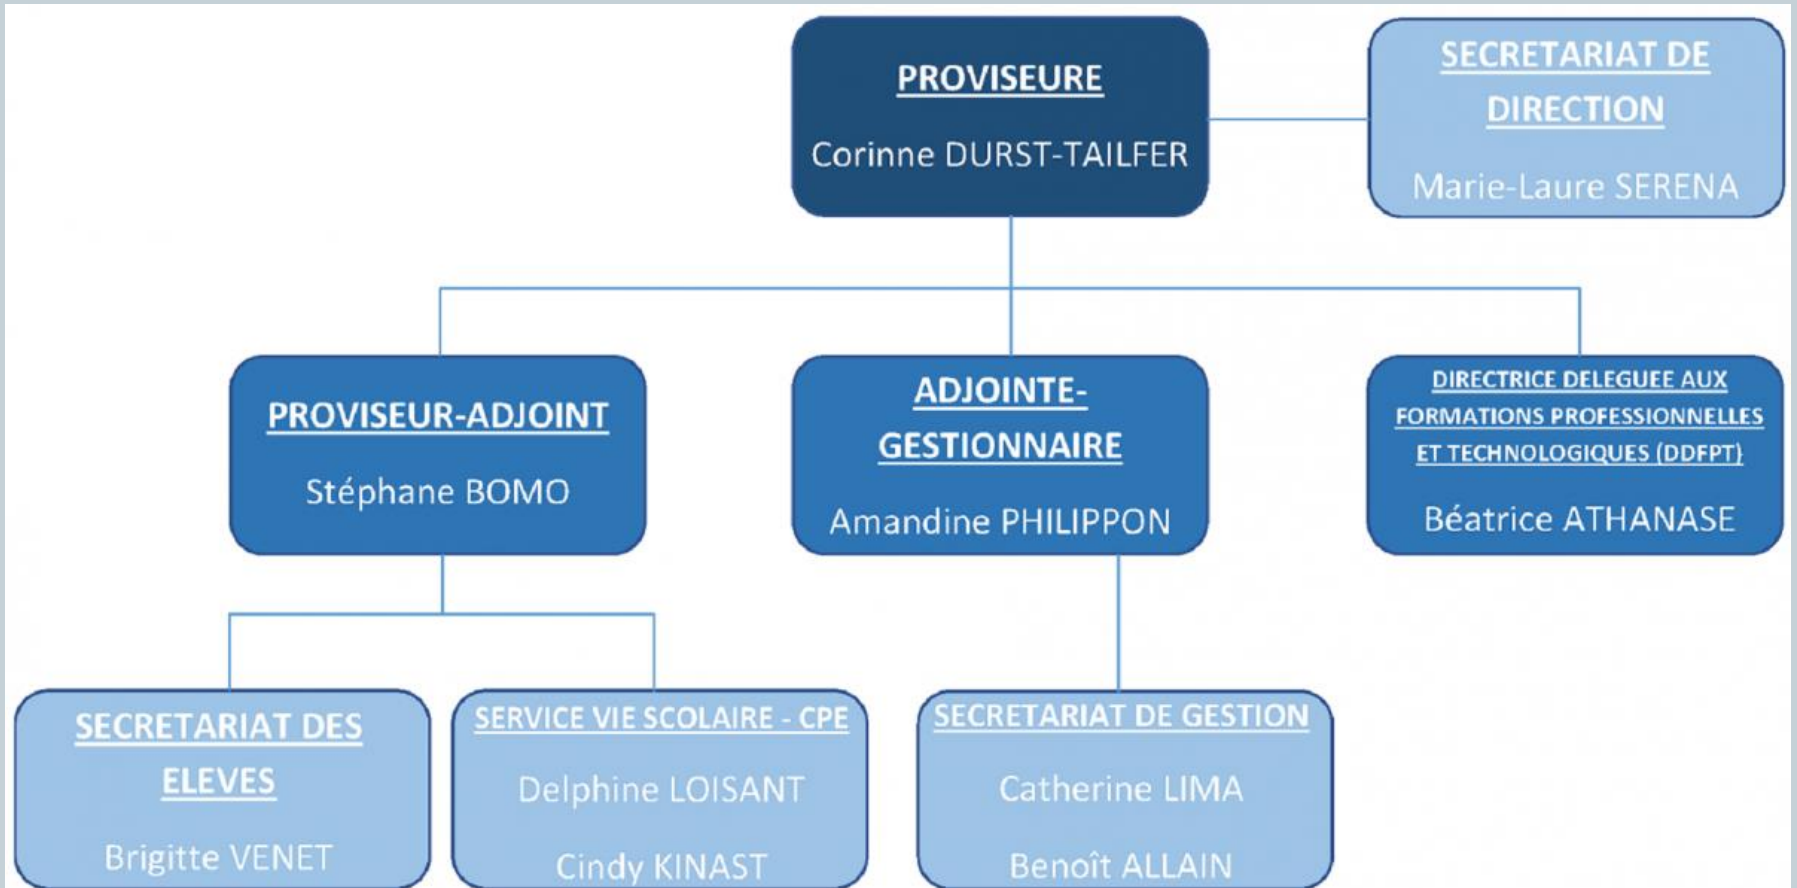 PROVISEURE
Corinne DURST-TAILFER
SECRETARIAT DE
DIRECTION
Marie-Laure SERENA
PROVISEUR-ADJOINT
Stéphane BOMO
ADJOINTE-
GESTIONNAIRE
Amandine PHILIPPON
DIRECTRICE DELEGUEE AUX
FORMATIONS PROFESSIONNELLES
ET TECHNOLOGIQUES (DDFPT)
Béatrice ATHANASE
SECRETARIAT DES
ELEVES
Brigitte VENET
SERVICE VIE SCOLAIRE - CPE
Delphine LOISANT
Cindy KINAST
SECRETARIAT DE GESTION
Catherine LIMA
Benoît ALLAIN